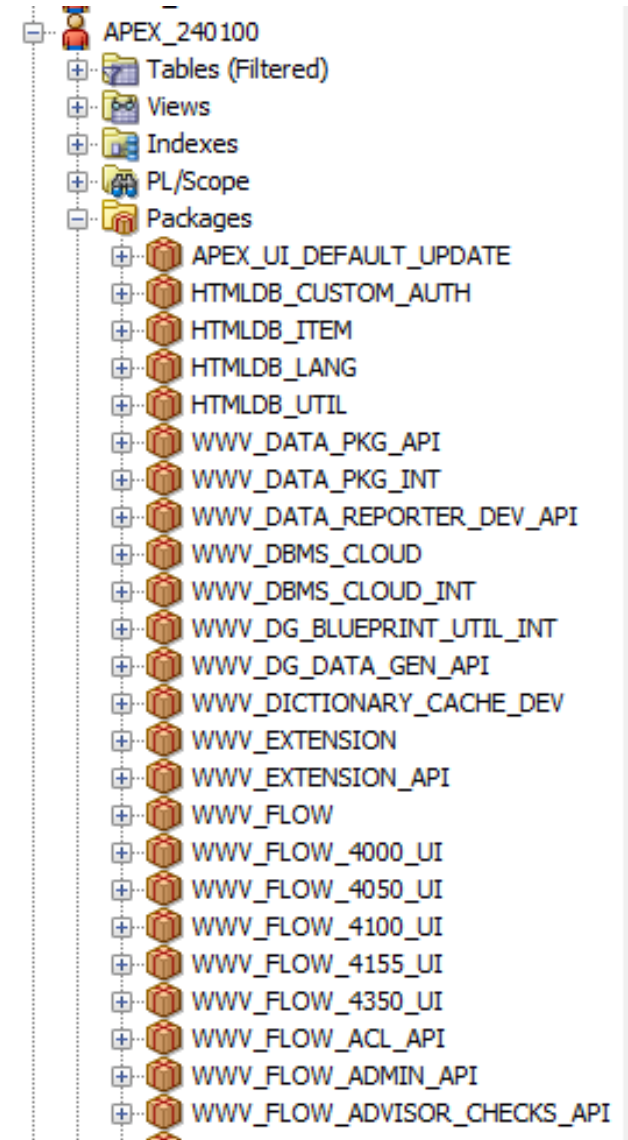 APEX_240100
Tables (Filtered)
Views
Indexes
PL/Scope
Packages
APEX_UI_DEFAULT_UPDATE
HTMLDB_CUSTOM_AUTH
HTMLDB_ITEM
HTMLDB_LANG
HTMLDB_UTIL
WWV_DATA_PKG_API
WWV_DATA_PKG_INT
WWV_DATA_REPORTER_DEV_API
WWV_DBMS_CLOUD
WWV_DBMS_CLOUD_INT
WWV_DG_BLUEPRINT_UTIL_INT
WWV_DG_DATA_GEN_API
WWV_DICTIONARY_CACHE_DEV
WWV_EXTENSION
WWV_EXTENSION_API
WWV_FLOW
WWV_FLOW_4000_UI
WWV_FLOW_4050_UI
WWV_FLOW_4100_UI
WWV_FLOW_4155_UI
WWV_FLOW_4350_UI
WWV_FLOW_ACL_API
WWV_FLOW_ADMIN_API
WWV_FLOW_ADVISOR_CHECKS_API